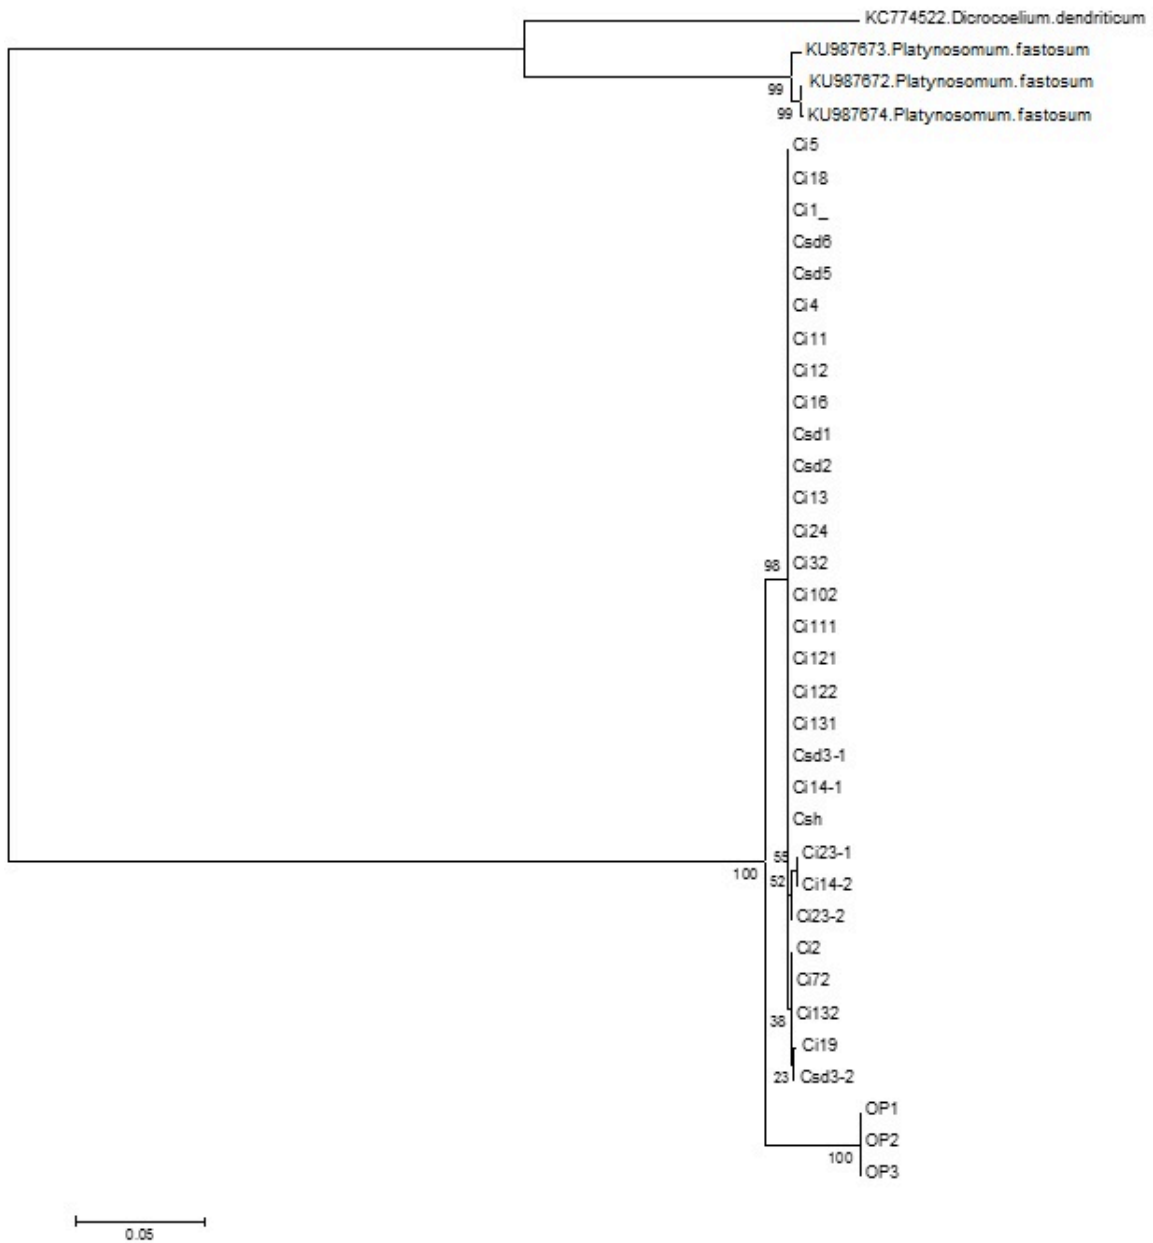 KC774522.Dicrocoelium.dendriticum
KU987673.Platynosomum.fastosum
KU987672.Platynosomum.fastosum
99
99 KU987674.Platynosomum.fastosum
Ci5
Ci18
Ci1_
Csd6
Csd5
Ci4
Ci11
Ci12
Ci16
Csd1
Csd2
Ci13
Ci24
98 Ci32
Ci102
Ci111
Ci121
Ci122
Ci131
Csd3-1
Ci14-1
Csh
55 Ci23-1
100
52 Ci14-2
Ci23-2
Ci2
Ci72
Ci132
38
Ci19
23 Csd3-2
OP1
OP2
100
OP3
0.05